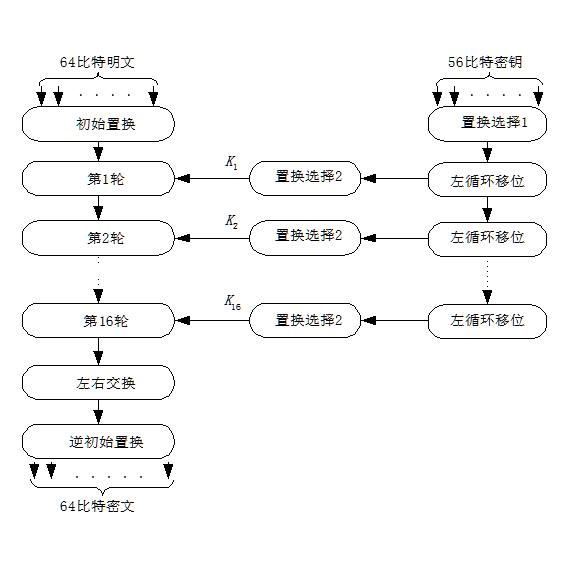 64比特明文
56比特密钥
初始置换
置换选择1
第1轮
K1
置换选择2
左循环移位
第2轮
K2
置换选择2
左循环移位
第16轮
K16
置换选择2
左循环移位
左右交换
逆初始置换
64比特密文